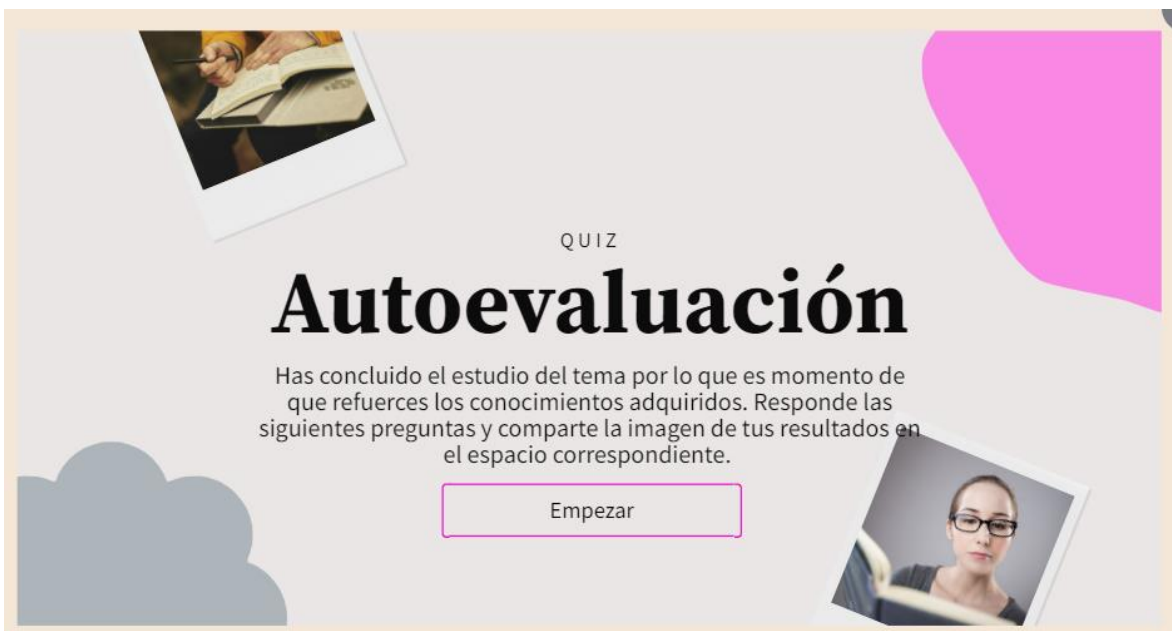 QUIZ
Autoevaluación
Has concluido el estudio del tema por lo que es momento de
que refuerces los conocimientos adquiridos. Responde las
siguientes preguntas y comparte la imagen de tus resultados en
el espacio correspondiente.
Empezar